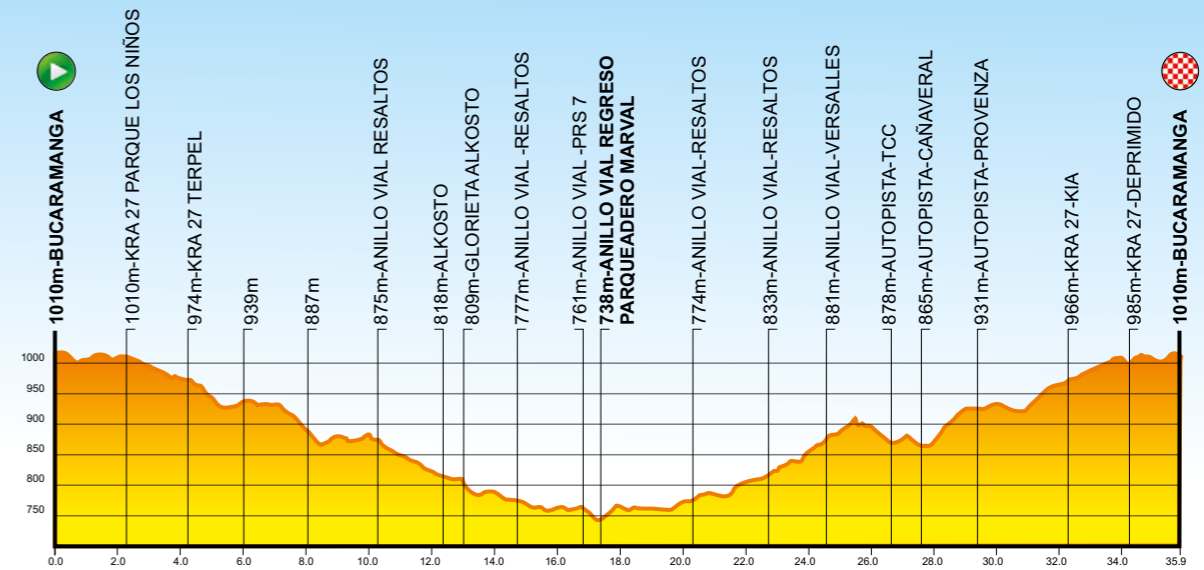 1010m-BUCARAMANGA
1010m-KRA 27 PARQUE LOS NIÑOS
974m-KRA 27 TERPEL
939m
887m
875m-ANILLO VIAL RESALTOS
818m-ALKOSTO
809m-GLORIETA ALKOSTO
777m-ANILLO VIAL -RESALTOS
761m-ANILLO VIAL -PRS 7
738m-ANILLO VIAL REGRESO
PARQUEADERO MARVAL
774m-ANILLO VIAL-RESALTOS
833m-ANILLO VIAL-RESALTOS
881m-ANILLO VIAL-VERSALLES
878m-AUTOPISTA-TCC
865m-AUTOPISTA-CAÑAVERAL
931m-AUTOPISTA-PROVENZA
966m-KRA 27-KIA
985m-KRA 27-DEPRIMIDO
1010m-BUCARAMANGA
1000
950
900
850
800
750
0.0 2.0 4.0 6.0 8.0 10.0 12.0 14.0 16.0 18.0 20.0 22.0 24.0 26.0 28.0 30.0 32.0 34.0 35.9